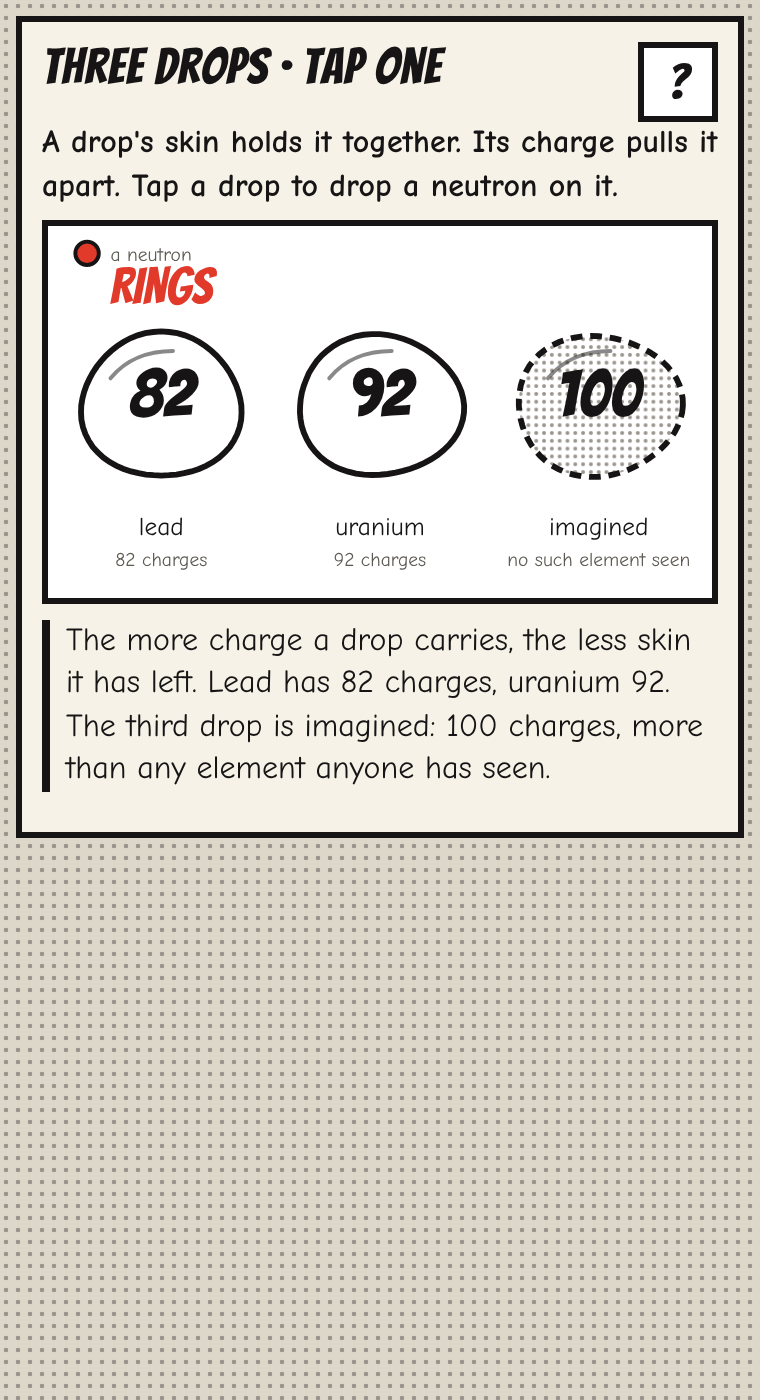 THREE DROPS · TAP ONE
?
A drop's skin holds it together. Its charge pulls it
apart. Tap a drop to drop a neutron on it.
a neutron
RINGS
82
92
100
lead
uranium
imagined
82 charges
92 charges
no such element seen
The more charge a drop carries, the less skin
it has left. Lead has 82 charges, uranium 92.
The third drop is imagined: 100 charges, more
than any element anyone has seen.